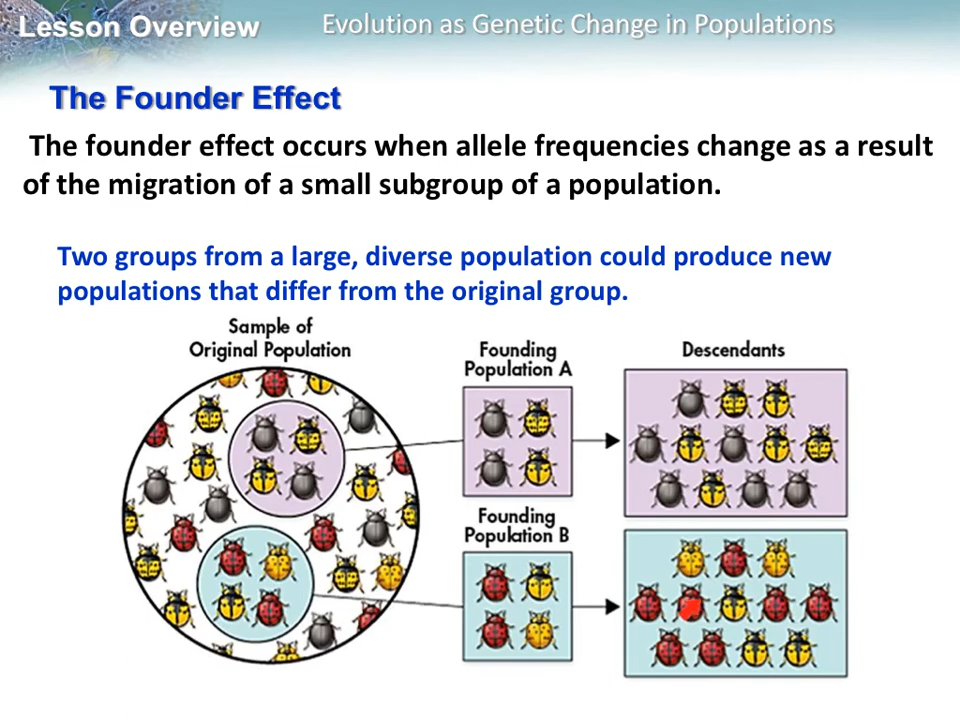 Lesson Overview
Evolution as Genetic Change in Populations
The Founder Effect
The founder effect occurs when allele frequencies change as a result
of the migration of a small subgroup of a population.
Two groups from a large, diverse population could produce new
populations that differ from the original group.
Sample of
Original Population
Founding
Population A
Descendants
Founding
Population B